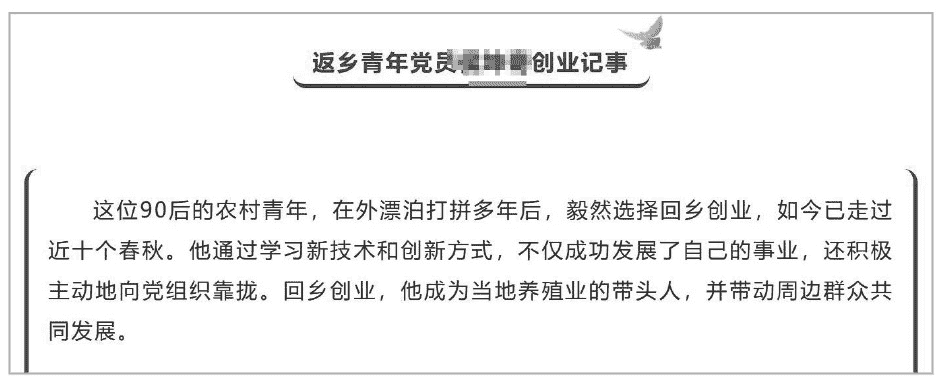 返乡青年党员创业记事
这位90后的农村青年，在外漂泊打拼多年后，毅然选择回乡创业，如今已走过
近十个春秋。他通过学习新技术和创新方式，不仅成功发展了自己的事业，还积极
主动地向党组织靠拢。回乡创业，他成为当地养殖业的带头人，并带动周边群众共
同发展。